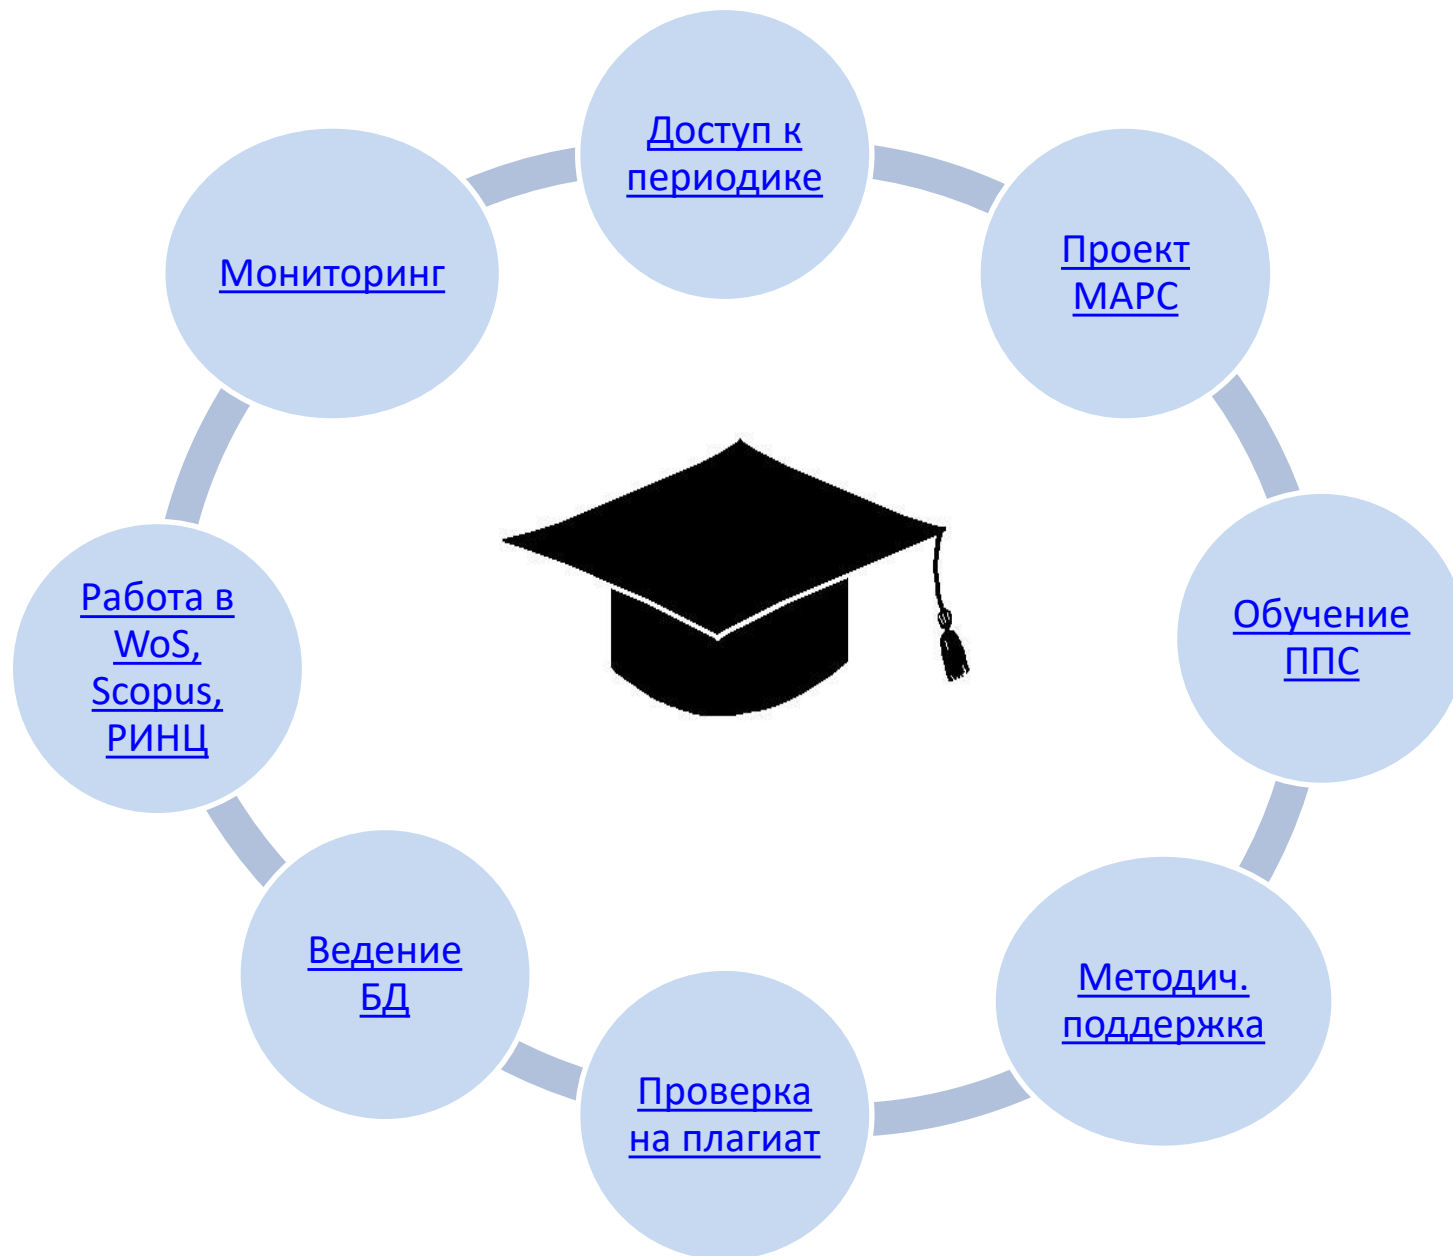 Доступ к
периодике
Проект
МАРС
Обучение
ППС
Методич.
поддержка
Проверка
на плагиат
Ведение
БД
Работа в
WoS,
Scopus,
РИНЦ
Мониторинг